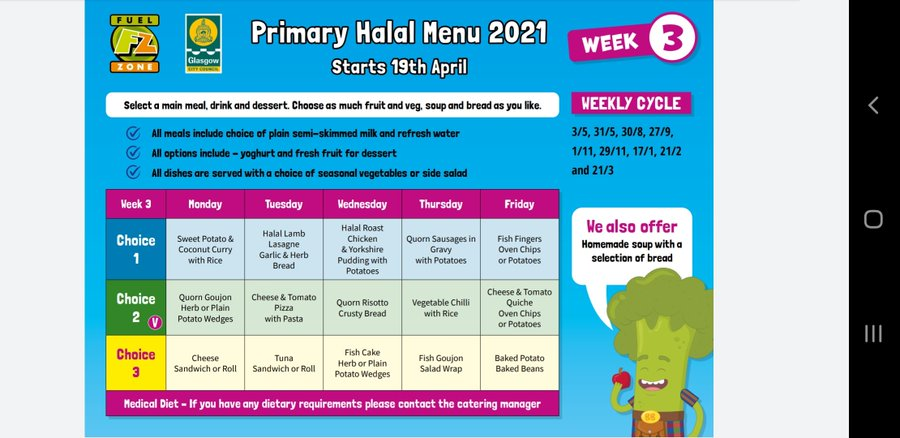 FUEL
FZ
ZONE
Glasgow
CITY COUNCIL
Primary Halal Menu 2021
Starts 19th April
WEEK 3
Select a main meal, drink and dessert. Choose as much fruit and veg, soup and bread as you like.
All meals include choice of plain semi-skimmed milk and refresh water
All options include – yoghurt and fresh fruit for dessert
All dishes are served with a choice of seasonal vegetables or side salad
WEEKLY CYCLE
3/5, 31/5, 30/8, 27/9,
1/11, 29/11, 17/1, 21/2
and 21/3
Week 3
Monday
Tuesday
Wednesday
Thursday
Friday
Choice
1
Sweet Potato &
Coconut Curry
with Rice
Halal Lamb
Lasagne
Garlic & Herb
Bread
Halal Roast
Chicken
& Yorkshire
Pudding with
Potatoes
Quorn Sausages in
Gravy
with Potatoes
Fish Fingers
Oven Chips
or Potatoes
Choice
2 V
Quorn Goujon
Herb or Plain
Potato Wedges
Cheese & Tomato
Pizza
with Pasta
Quorn Risotto
Crusty Bread
Vegetable Chilli
with Rice
Cheese & Tomato
Quiche
Oven Chips
or Potatoes
Choice
3
Cheese
Sandwich or Roll
Tuna
Sandwich or Roll
Fish Cake
Herb or Plain
Potato Wedges
Fish Goujon
Salad Wrap
Baked Potato
Baked Beans
Medical Diet – If you have any dietary requirements please contact the catering manager
We also offer
Homemade soup with a
selection of bread